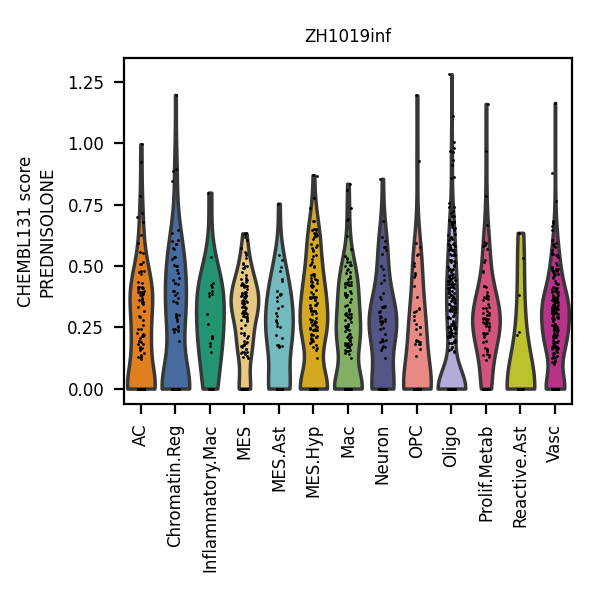 ZH1019inf
CHEMBL131 score
PREDNISOLONE
1.25
1.00
0.75
0.50
0.25
0.00
AC
Chromatin.Reg
Inflammatory.Mac
MES
MES.Ast
MES.Hyp
Mac
Neuron
OPC
Oligo
Prolif.Metab
Reactive.Ast
Vasc